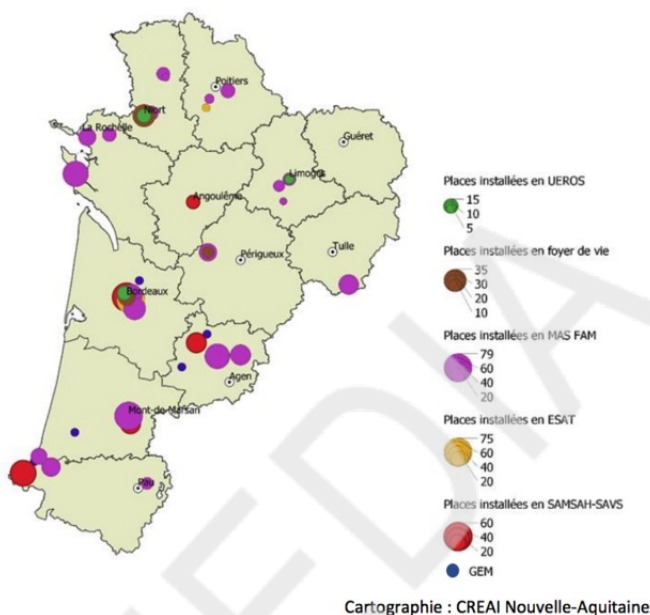 Poitiers
Niort
La Rochelle
Guéret
Limoges
Angoulême
Périgueux
Tulle
Bordeaux
Agen
Mont-de-Marsan
Pau
Places installées en UEROS
15
10
5
Places installées en foyer de vie
35
30
20
10
Places installées en MAS FAM
79
60
40
20
Places installées en ESAT
75
60
40
20
Places installées en SAMSAH-SAVS
60
40
20
GEM
Cartographie : CREAI Nouvelle-Aquitaine